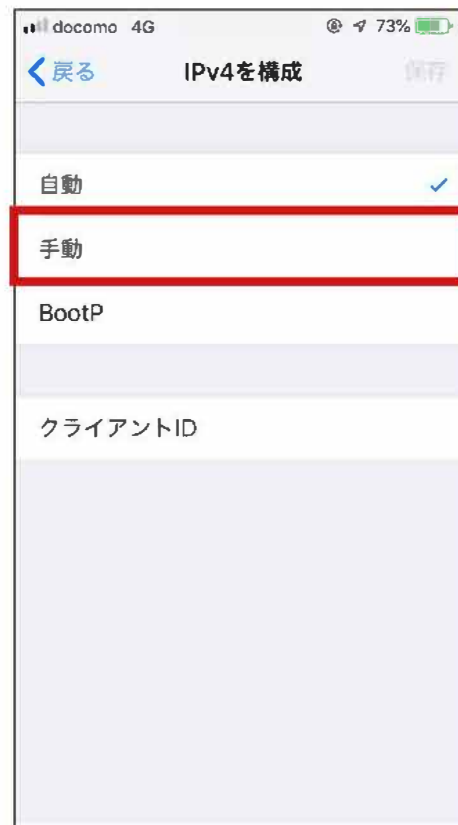 docomo 4G 73%
戻る IPv4を構成 保存
自動
手動
BootP
クライアントID